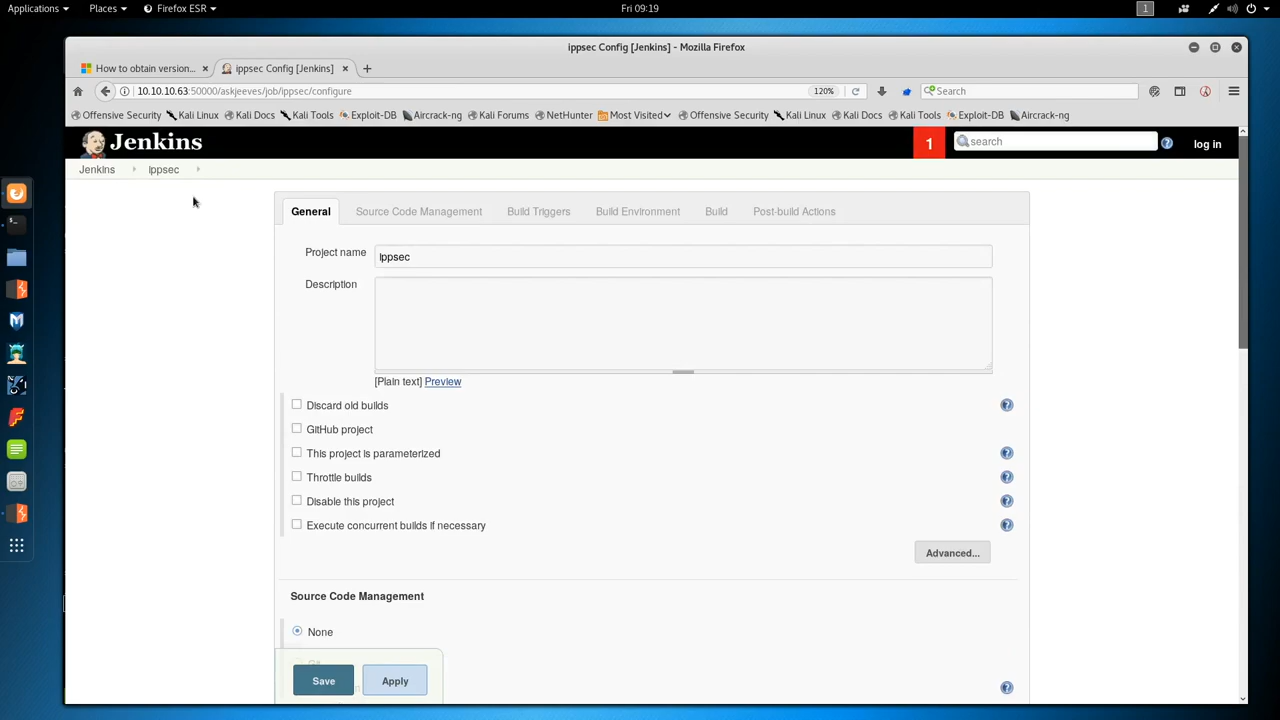 Applications Places Firefox ESR Fri 09:19 1
ippsec Config [Jenkins] - Mozilla Firefox
How to obtain version... ippsec Config [Jenkins]
10.10.10.63:50000/askjeeves/job/ippsec/configure 120% Search
Offensive Security Kali Linux Kali Docs Kali Tools Exploit-DB Aircrack-ng Kali Forums NetHunter Most Visited Offensive Security Kali Linux Kali Docs Kali Tools Exploit-DB Aircrack-ng
Jenkins 1 search log in
Jenkins ippsec
General Source Code Management Build Triggers Build Environment Build Post-build Actions
Project name ippsec
Description
[Plain text] Preview
Discard old builds
GitHub project
This project is parameterized
Throttle builds
Disable this project
Execute concurrent builds if necessary
Advanced...
Source Code Management
None
Save Apply